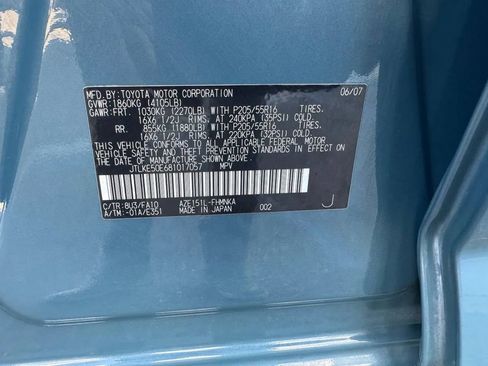 MFD.BY:TOYOTA MOTOR CORPORATION 06/07
GVWR:1860KG (4105LB)
GAWR:FRT. 1030KG (2270LB) WITH P205/55R16 TIRES.
16X6 1/2J RIMS. AT 240KPA (35PSI) COLD
RR. 855KG (1880LB) WITH P205/55R16 TIRES.
16X6 1/2J RIMS. AT 220KPA (32PSI) COLD
THIS VEHICLE CONFORMS TO ALL APPLICABLE FEDERAL MOTOR
VEHICLE SAFETY, BUMPER, AND THEFT PREVENTION STANDARDS
IN EFFECT ON THE DATE OF MANUFACTURE SHOWN ABOVE.
JTLKE50E681017057 MPV
C/TR:8U3/FA10 AZE151L-FHMNKA
A/TM:-01A/E351 MADE IN JAPAN 002 J